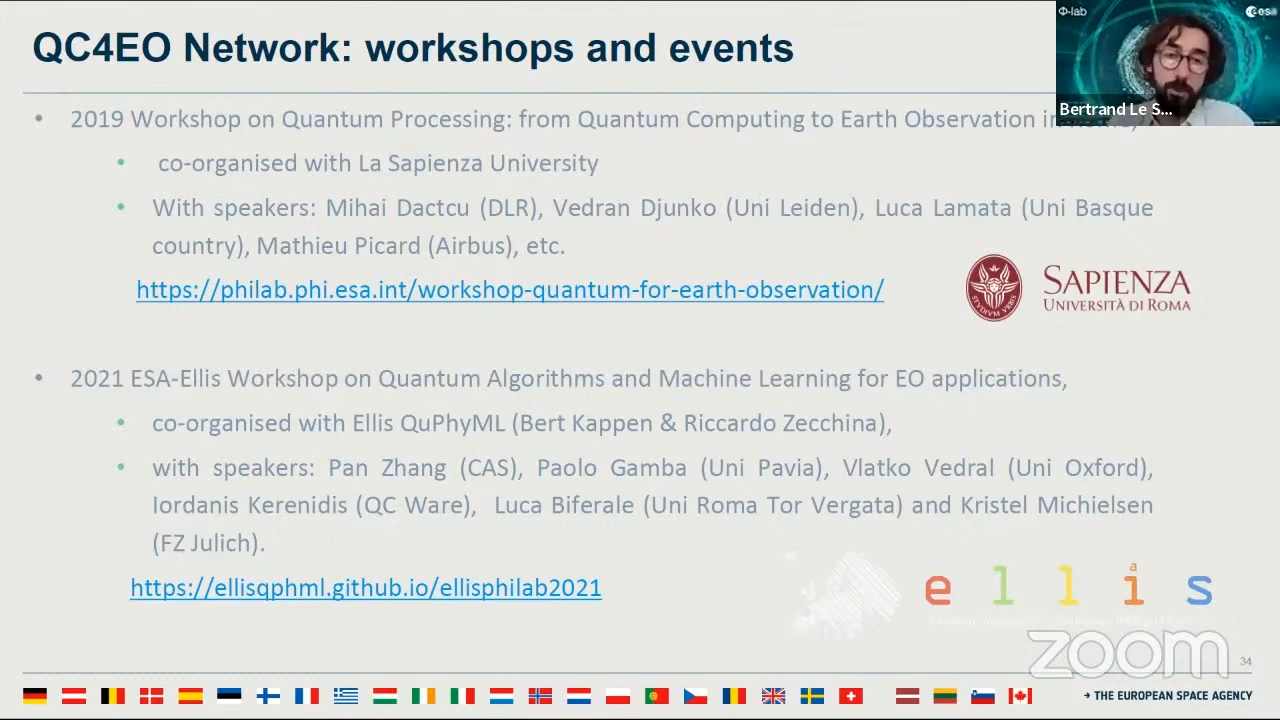 QC4EO Network: workshops and events
Φ-lab
esa
Bertrand Le S...
• 2019 Workshop on Quantum Processing: from Quantum Computing to Earth Observation in
• co-organised with La Sapienza University
• With speakers: Mihai Dactcu (DLR), Vedran Djunko (Uni Leiden), Luca Lamata (Uni Basque
country), Mathieu Picard (Airbus), etc.
https://philab.phi.esa.int/workshop-quantum-for-earth-observation/
STVDIVM VRBIS
SAPIENZA
UNIVERSITÀ DI ROMA
• 2021 ESA-Ellis Workshop on Quantum Algorithms and Machine Learning for EO applications,
• co-organised with Ellis QuPhyML (Bert Kappen & Riccardo Zecchina),
• with speakers: Pan Zhang (CAS), Paolo Gamba (Uni Pavia), Vlatko Vedral (Uni Oxford),
Iordanis Kerenidis (QC Ware), Luca Biferale (Uni Roma Tor Vergata) and Kristel Michielsen
(FZ Julich).
https://ellisqphml.github.io/ellisphilab2021
a
e l l i s
zoom
34
→ THE EUROPEAN SPACE AGENCY